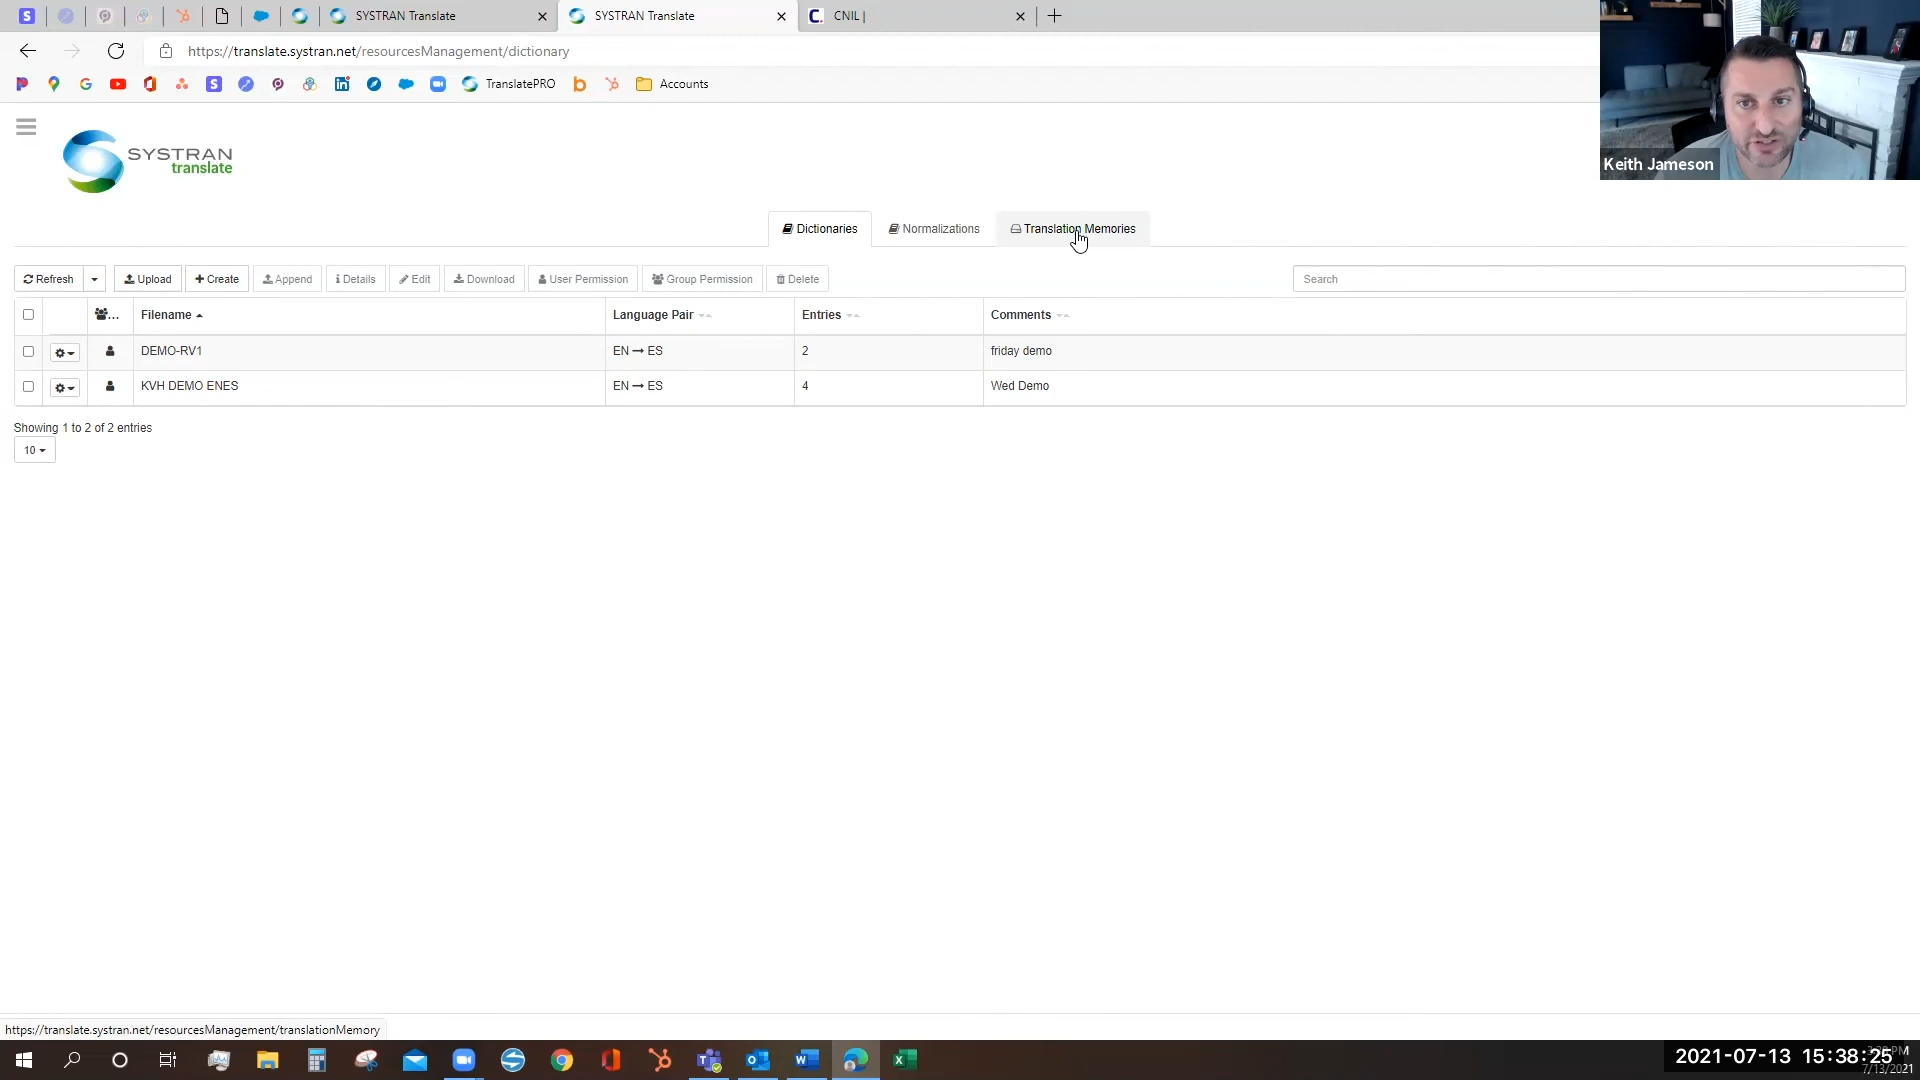 SYSTRAN Translate
SYSTRAN Translate
CNIL |
https://translate.systran.net/resourcesManagement/dictionary
TranslatePRO
Accounts
Keith Jameson
SYSTRAN
translate
Dictionaries
Normalizations
Translation Memories
Refresh
Upload
Create
Append
Details
Edit
Download
User Permission
Group Permission
Delete
Search
...
Filename
Language Pair
Entries
Comments
DEMO-RV1
EN → ES
2
friday demo
KVH DEMO ENES
EN → ES
4
Wed Demo
Showing 1 to 2 of 2 entries
10
https://translate.systran.net/resourcesManagement/translationMemory
2021-07-13 15:38:25
7/13/2021